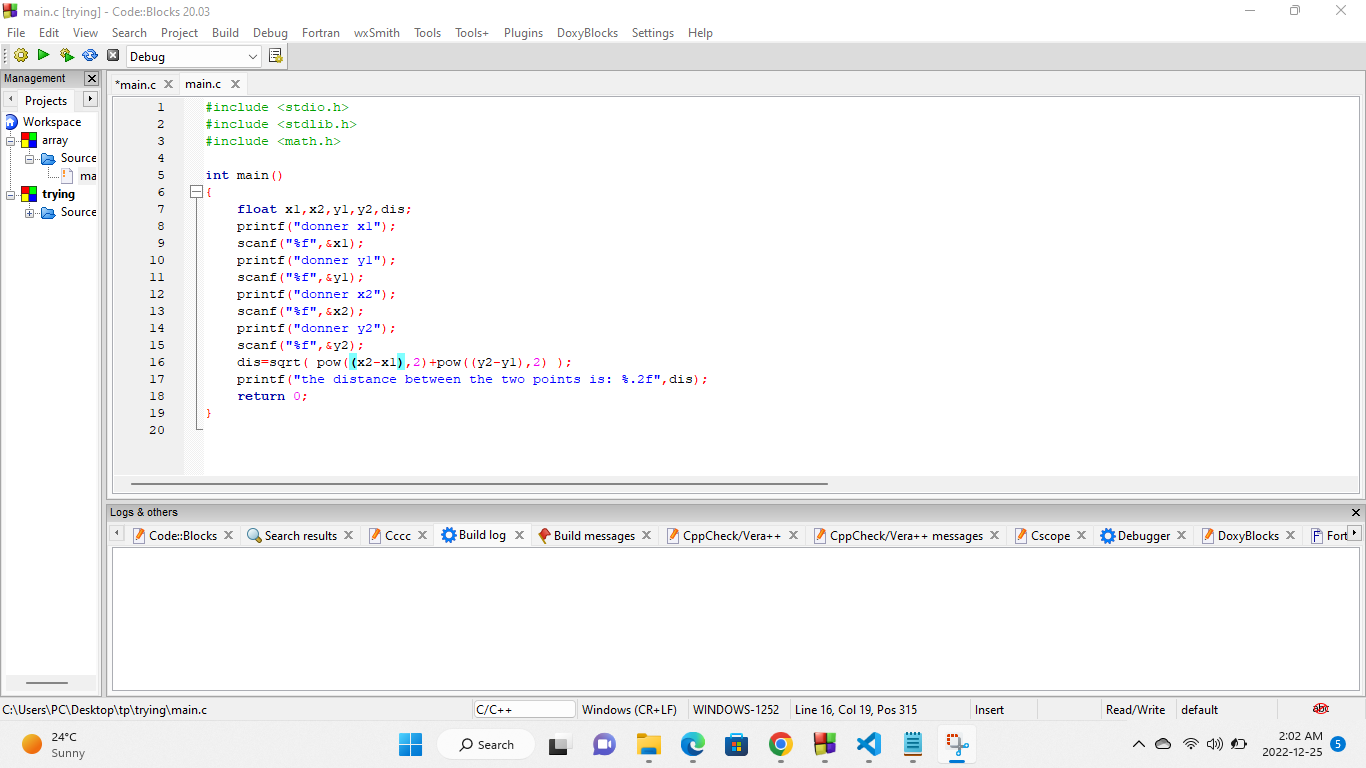 main.c [trying] - Code::Blocks 20.03
File Edit View Search Project Build Debug Fortran wxSmith Tools Tools+ Plugins DoxyBlocks Settings Help
Debug
Management
*main.c main.c
Projects
Workspace
array
Source
ma
trying
Source
1 #include <stdio.h>
2 #include <stdlib.h>
3 #include <math.h>
4
5 int main()
6 {
7 float x1,x2,y1,y2,dis;
8 printf("donner x1");
9 scanf("%f",&x1);
10 printf("donner y1");
11 scanf("%f",&y1);
12 printf("donner x2");
13 scanf("%f",&x2);
14 printf("donner y2");
15 scanf("%f",&y2);
16 dis=sqrt( pow((x2-x1),2)+pow((y2-y1),2) );
17 printf("the distance between the two points is: %.2f",dis);
18 return 0;
19 }
20
Logs & others
Code::Blocks Search results Cccc Build log Build messages CppCheck/Vera++ CppCheck/Vera++ messages Cscope Debugger DoxyBlocks Fort
C:\Users\PC\Desktop\tp\trying\main.c C/C++ Windows (CR+LF) WINDOWS-1252 Line 16, Col 19, Pos 315 Insert Read/Write default abc
24°C
Sunny
Search
2:02 AM
2022-12-25
5